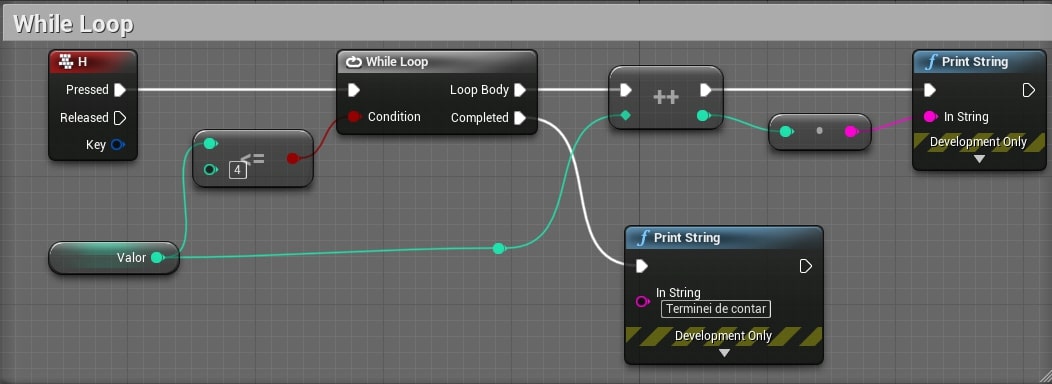 While Loop
H
Pressed
Released
Key
<=
4
While Loop
Condition
Loop Body
Completed
++
Print String
In String
Development Only
Valor
Print String
In String
Terminei de contar
Development Only